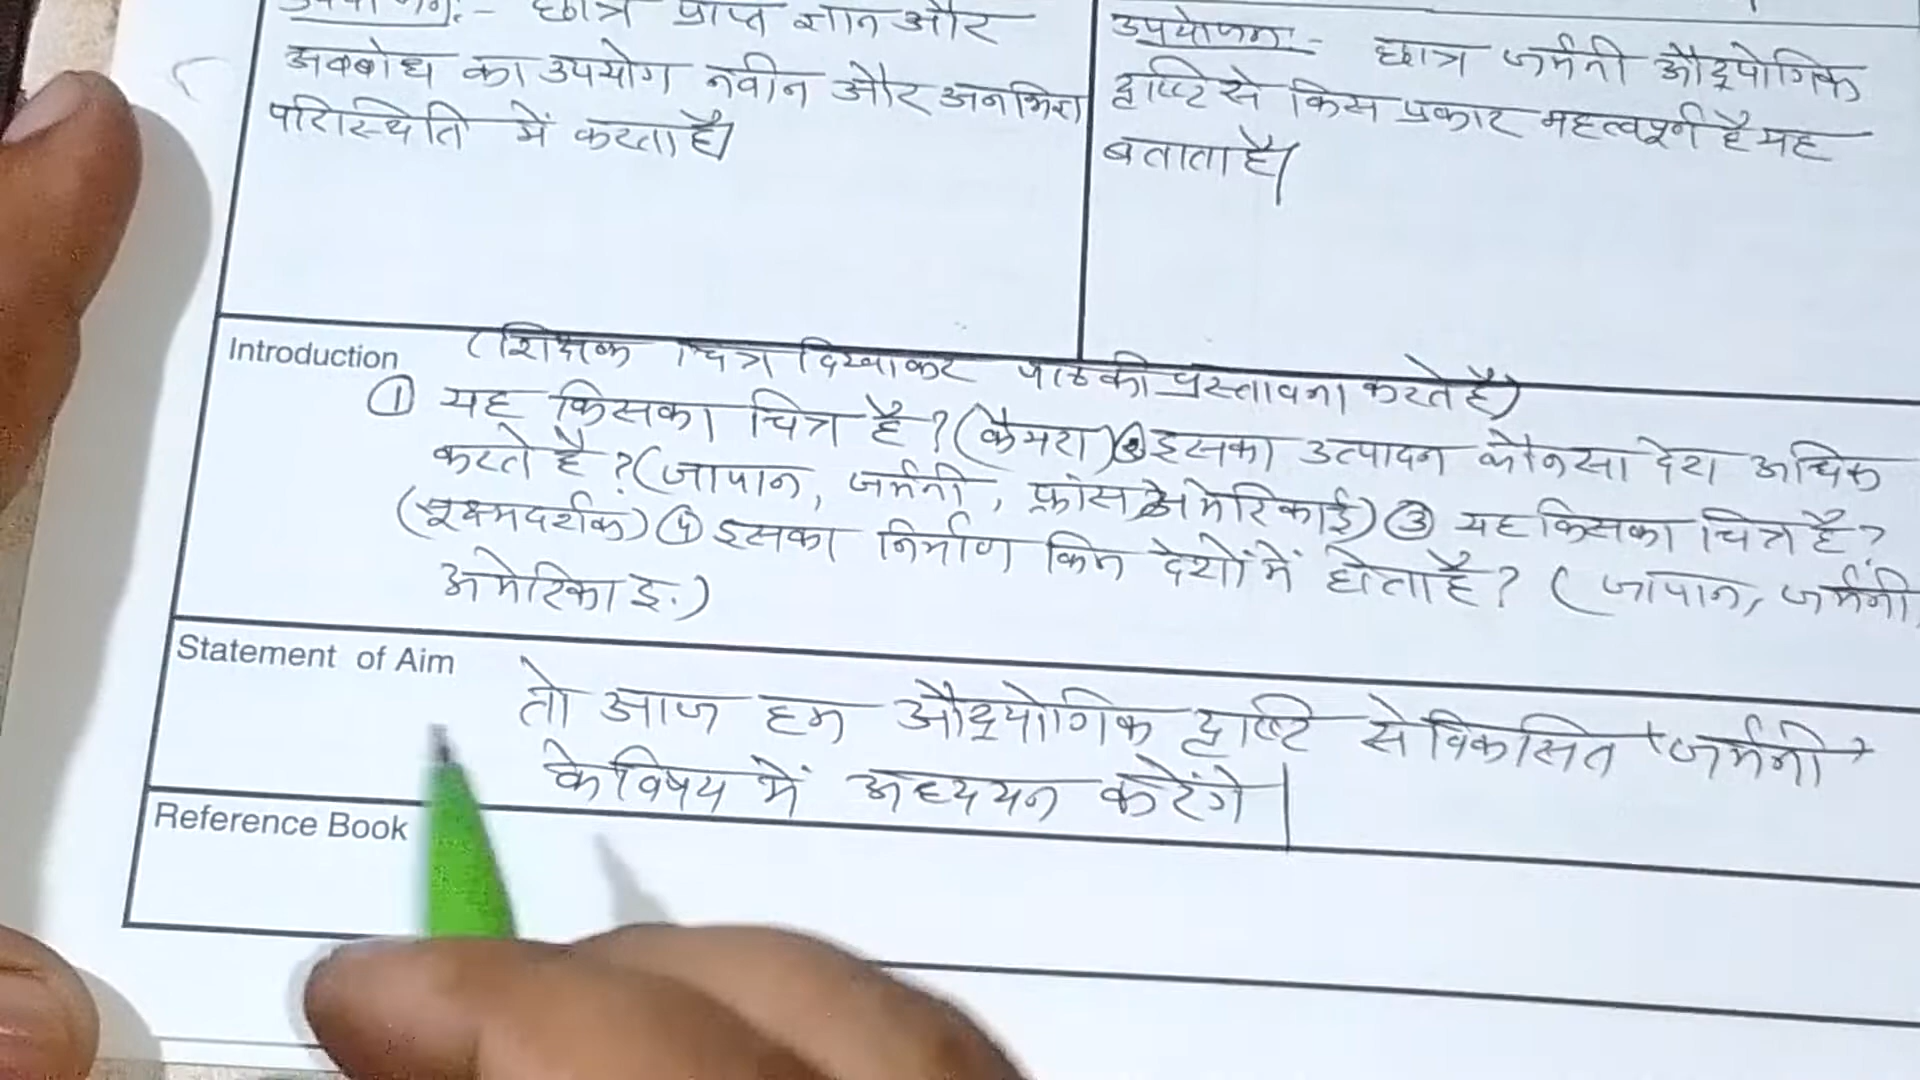 उपयोजन:- छात्र प्राप्त ज्ञान और
अवबोध का उपयोग नवीन और अनभिज्ञ
परिस्थिति में करता है।
उपयोजन:- छात्र जर्मनी औद्योगिक
दृष्टि से किस प्रकार महत्वपूर्ण है यह
बताता है।
Introduction (शिक्षक चित्र दिखाकर पाठ की प्रस्तावना करते है)
① यह किसका चित्र है? (कैमरा) ② इसका उत्पादन कौनसा देश अधिक
करते है? (जापान, जर्मनी, फ्रांस, अमेरिका ई) ③ यह किसका चित्र है?
(सूक्ष्मदर्शक) ④ इसका निर्माण किन देशों में होता है? (जापान, जर्मनी,
अमेरिका इ.)
Statement of Aim
तो आज हम औद्योगिक दृष्टि से विकसित 'जर्मनी'
के विषय में अध्ययन करेंगे।
Reference Book